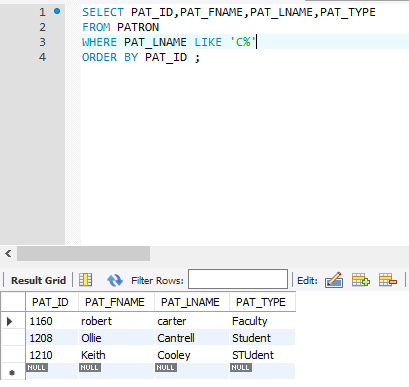 1 SELECT PAT_ID,PAT_FNAME,PAT_LNAME,PAT_TYPE
2 FROM PATRON
3 WHERE PAT_LNAME LIKE 'C%'
4 ORDER BY PAT_ID ;
Result Grid Filter Rows: Edit:
PAT_ID PAT_FNAME PAT_LNAME PAT_TYPE
1160 robert carter Faculty
1208 Ollie Cantrell Student
1210 Keith Cooley STUdent
NULL NULL NULL NULL